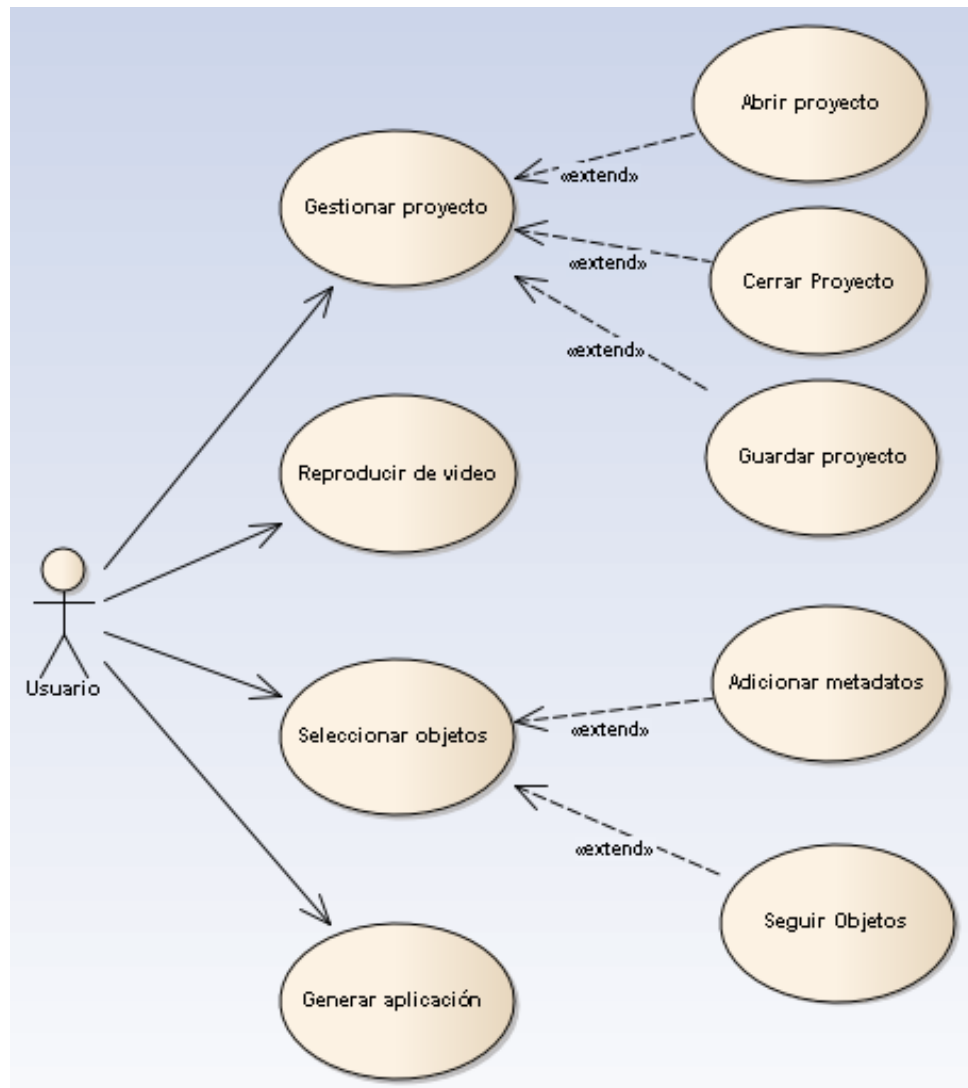 Abrir proyecto
«extend»
Gestionar proyecto
«extend»
Cerrar Proyecto
«extend»
Guardar proyecto
Reproducir de video
Usuario
Adicionar metadatos
Seleccionar objetos
«extend»
«extend»
Seguir Objetos
Generar aplicación